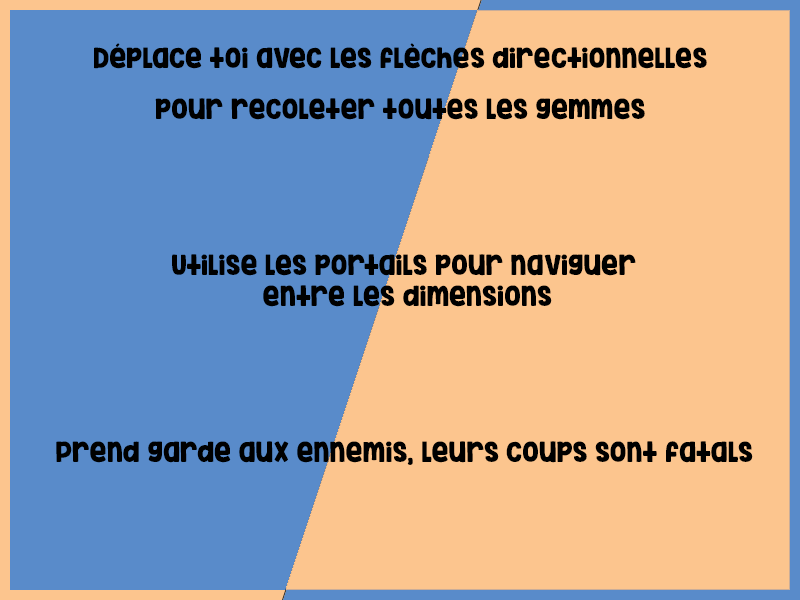 Déplace toi avec les flèches directionnelles
pour recoleter toutes les gemmes
Utilise les portails pour naviguer
entre les dimensions
Prend garde aux ennemis, leurs coups sont fatals